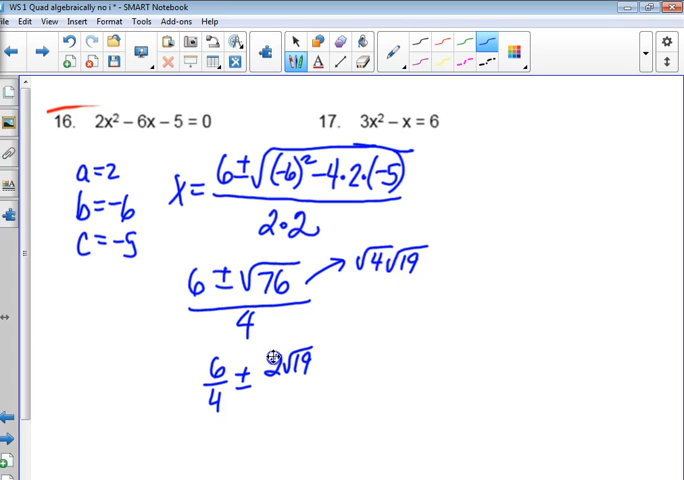 WS 1 Quad algebraically no i * - SMART Notebook
File Edit View Insert Format Tools Add-ons Help
16. 2x² – 6x – 5 = 0
17. 3x² – x = 6
a=2
b=-6
c=-5
x= 6±√(-6)²-4·2·(-5)
2·2
6±√76
4
√4√19
6/4 ± 2√19